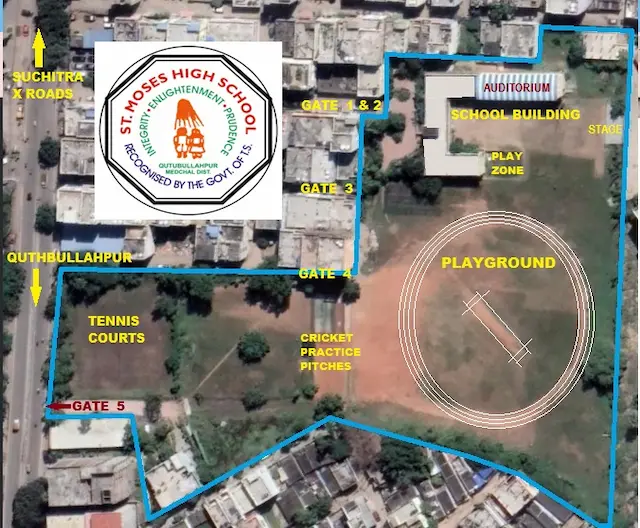 SUCHITRA
X ROADS
ST. MOSES HIGH SCHOOL
INTEGRITY • ENLIGHTENMENT • PRUDENCE
QUTUBULLAHPUR
MEDCHAL DIST.
RECOGNISED BY THE GOVT. OF T.S.
GATE 1 & 2
AUDITORIUM
SCHOOL BUILDING
STAGE
PLAY
ZONE
GATE 3
QUTHBULLAHPUR
GATE 4
PLAYGROUND
TENNIS
COURTS
CRICKET
PRACTICE
PITCHES
GATE 5